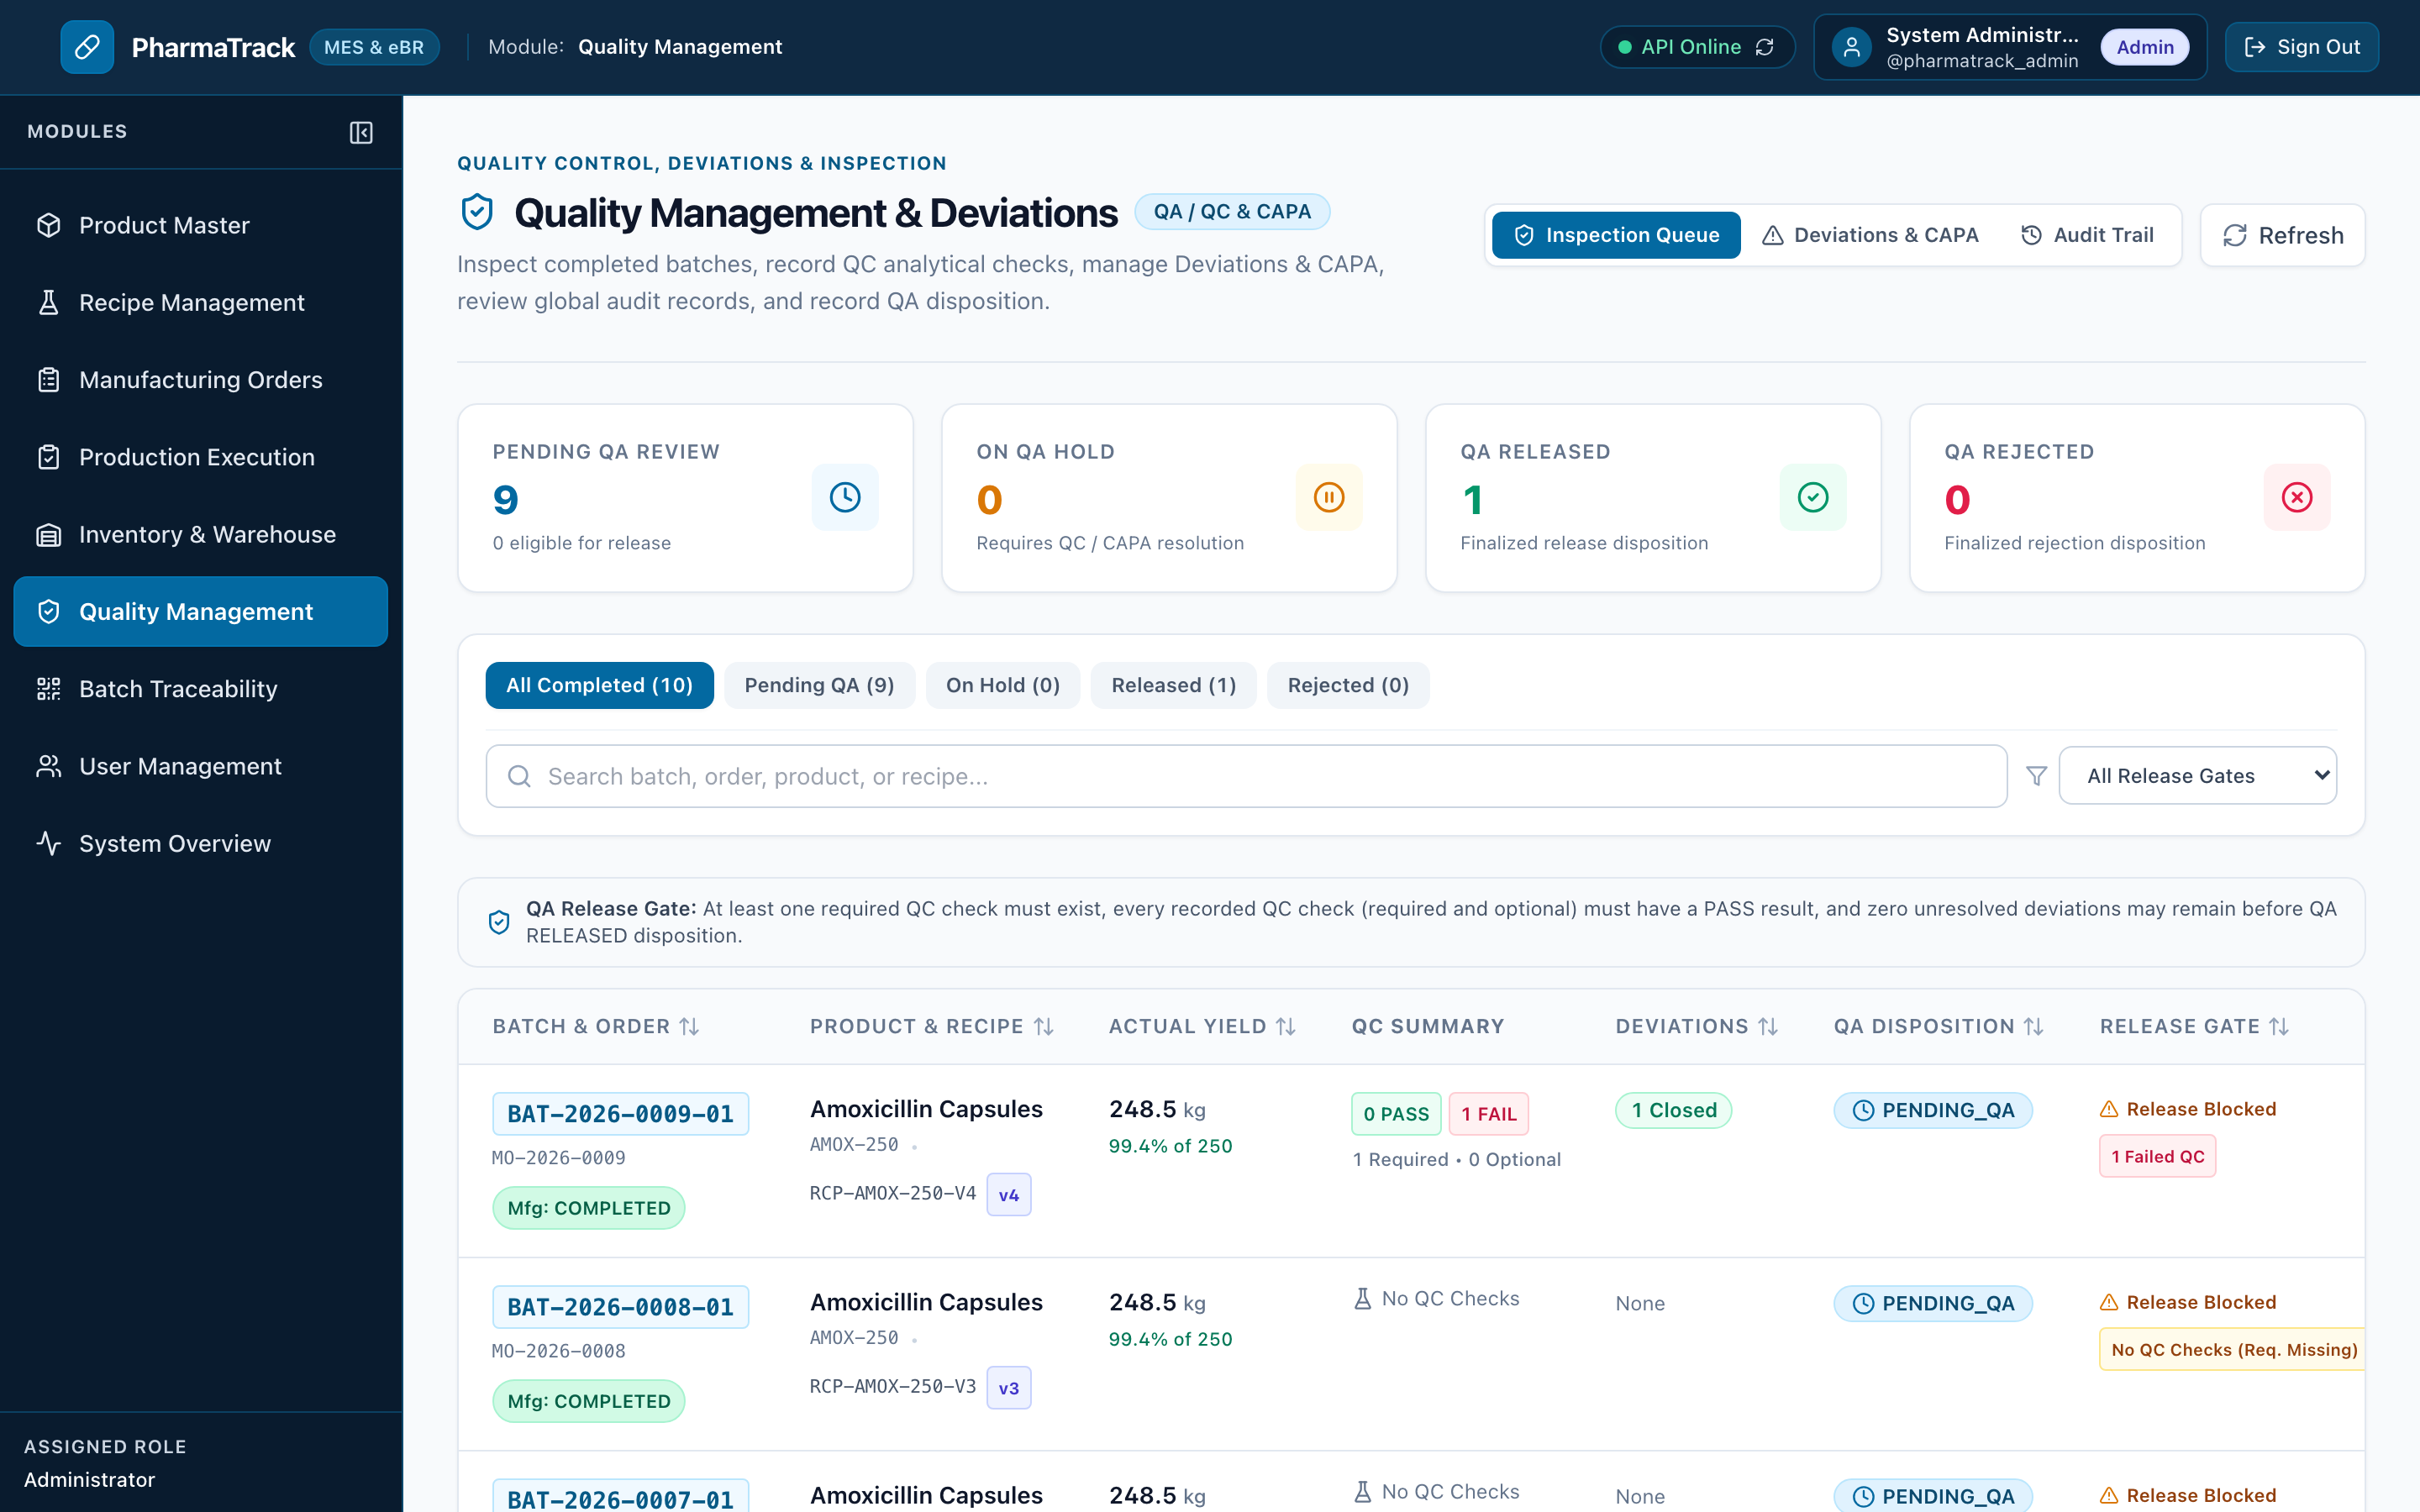 PharmaTrack
MES & eBR
Module: Quality Management
API Online
System Administr...
@pharmatrack_admin
Admin
Sign Out
MODULES
Product Master
Recipe Management
Manufacturing Orders
Production Execution
Inventory & Warehouse
Quality Management
Batch Traceability
User Management
System Overview
ASSIGNED ROLE
Administrator
QUALITY CONTROL, DEVIATIONS & INSPECTION
Quality Management & Deviations
QA / QC & CAPA
Inspect completed batches, record QC analytical checks, manage Deviations & CAPA,
review global audit records, and record QA disposition.
Inspection Queue
Deviations & CAPA
Audit Trail
Refresh
PENDING QA REVIEW
9
0 eligible for release
ON QA HOLD
0
Requires QC / CAPA resolution
QA RELEASED
1
Finalized release disposition
QA REJECTED
0
Finalized rejection disposition
All Completed (10)
Pending QA (9)
On Hold (0)
Released (1)
Rejected (0)
Search batch, order, product, or recipe...
All Release Gates
QA Release Gate: At least one required QC check must exist, every recorded QC check (required and optional) must have a PASS result, and zero unresolved deviations may remain before QA
RELEASED disposition.
BATCH & ORDER
PRODUCT & RECIPE
ACTUAL YIELD
QC SUMMARY
DEVIATIONS
QA DISPOSITION
RELEASE GATE
BAT-2026-0009-01
MO-2026-0009
Mfg: COMPLETED
Amoxicillin Capsules
AMOX-250 •
RCP-AMOX-250-V4 v4
248.5 kg
99.4% of 250
0 PASS
1 FAIL
1 Required • 0 Optional
1 Closed
PENDING_QA
Release Blocked
1 Failed QC
BAT-2026-0008-01
MO-2026-0008
Mfg: COMPLETED
Amoxicillin Capsules
AMOX-250 •
RCP-AMOX-250-V3 v3
248.5 kg
99.4% of 250
No QC Checks
None
PENDING_QA
Release Blocked
No QC Checks (Req. Missing)
BAT-2026-0007-01
Amoxicillin Capsules
248.5 kg
No QC Checks
None
PENDING_QA
Release Blocked